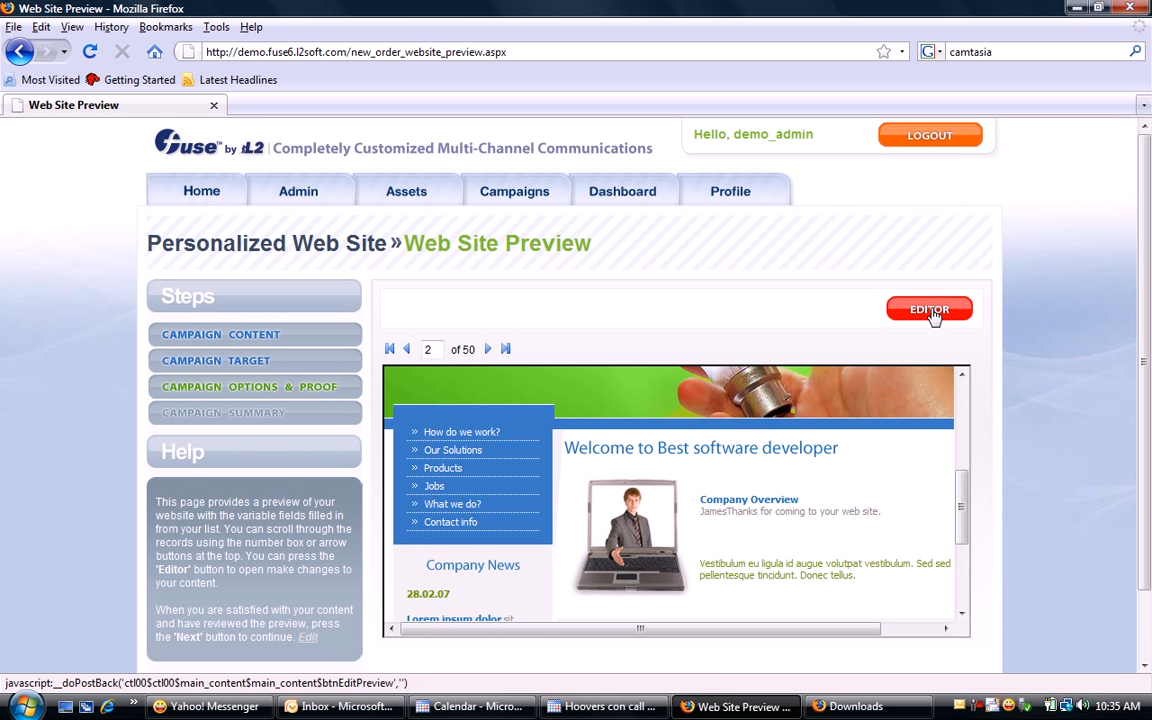 Web Site Preview - Mozilla Firefox
File Edit View History Bookmarks Tools Help
http://demo.fuse6.l2soft.com/new_order_website_preview.aspx
camtasia
Most Visited Getting Started Latest Headlines
Web Site Preview
fuse™ by L2 | Completely Customized Multi-Channel Communications
Hello, demo_admin
LOGOUT
Home Admin Assets Campaigns Dashboard Profile
Personalized Web Site»Web Site Preview
Steps
CAMPAIGN CONTENT
CAMPAIGN TARGET
CAMPAIGN OPTIONS & PROOF
CAMPAIGN SUMMARY
Help
This page provides a preview of your
website with the variable fields filled in
from your list. You can scroll through the
records using the number box or arrow
buttons at the top. You can press the
'Editor' button to open make changes to
your content.
When you are satisfied with your content
and have reviewed the preview, press
the 'Next' button to continue. Edit
EDITOR
2 of 50
» How do we work?
» Our Solutions
» Products
» Jobs
» What we do?
» Contact info
Company News
28.02.07
Lorem ipsum dolor sit
Welcome to Best software developer
Company Overview
JamesThanks for coming to your web site.
Vestibulum eu ligula id augue volutpat vestibulum. Sed sed
pellentesque tincidunt. Donec tellus.
javascript:__doPostBack('ctl00$ctl00$main_content$main_content$btnEditPreview','')
Yahoo! Messenger Inbox - Microsoft... Calendar - Micro... Hoovers con call ... Web Site Preview ... Downloads 10:35 AM